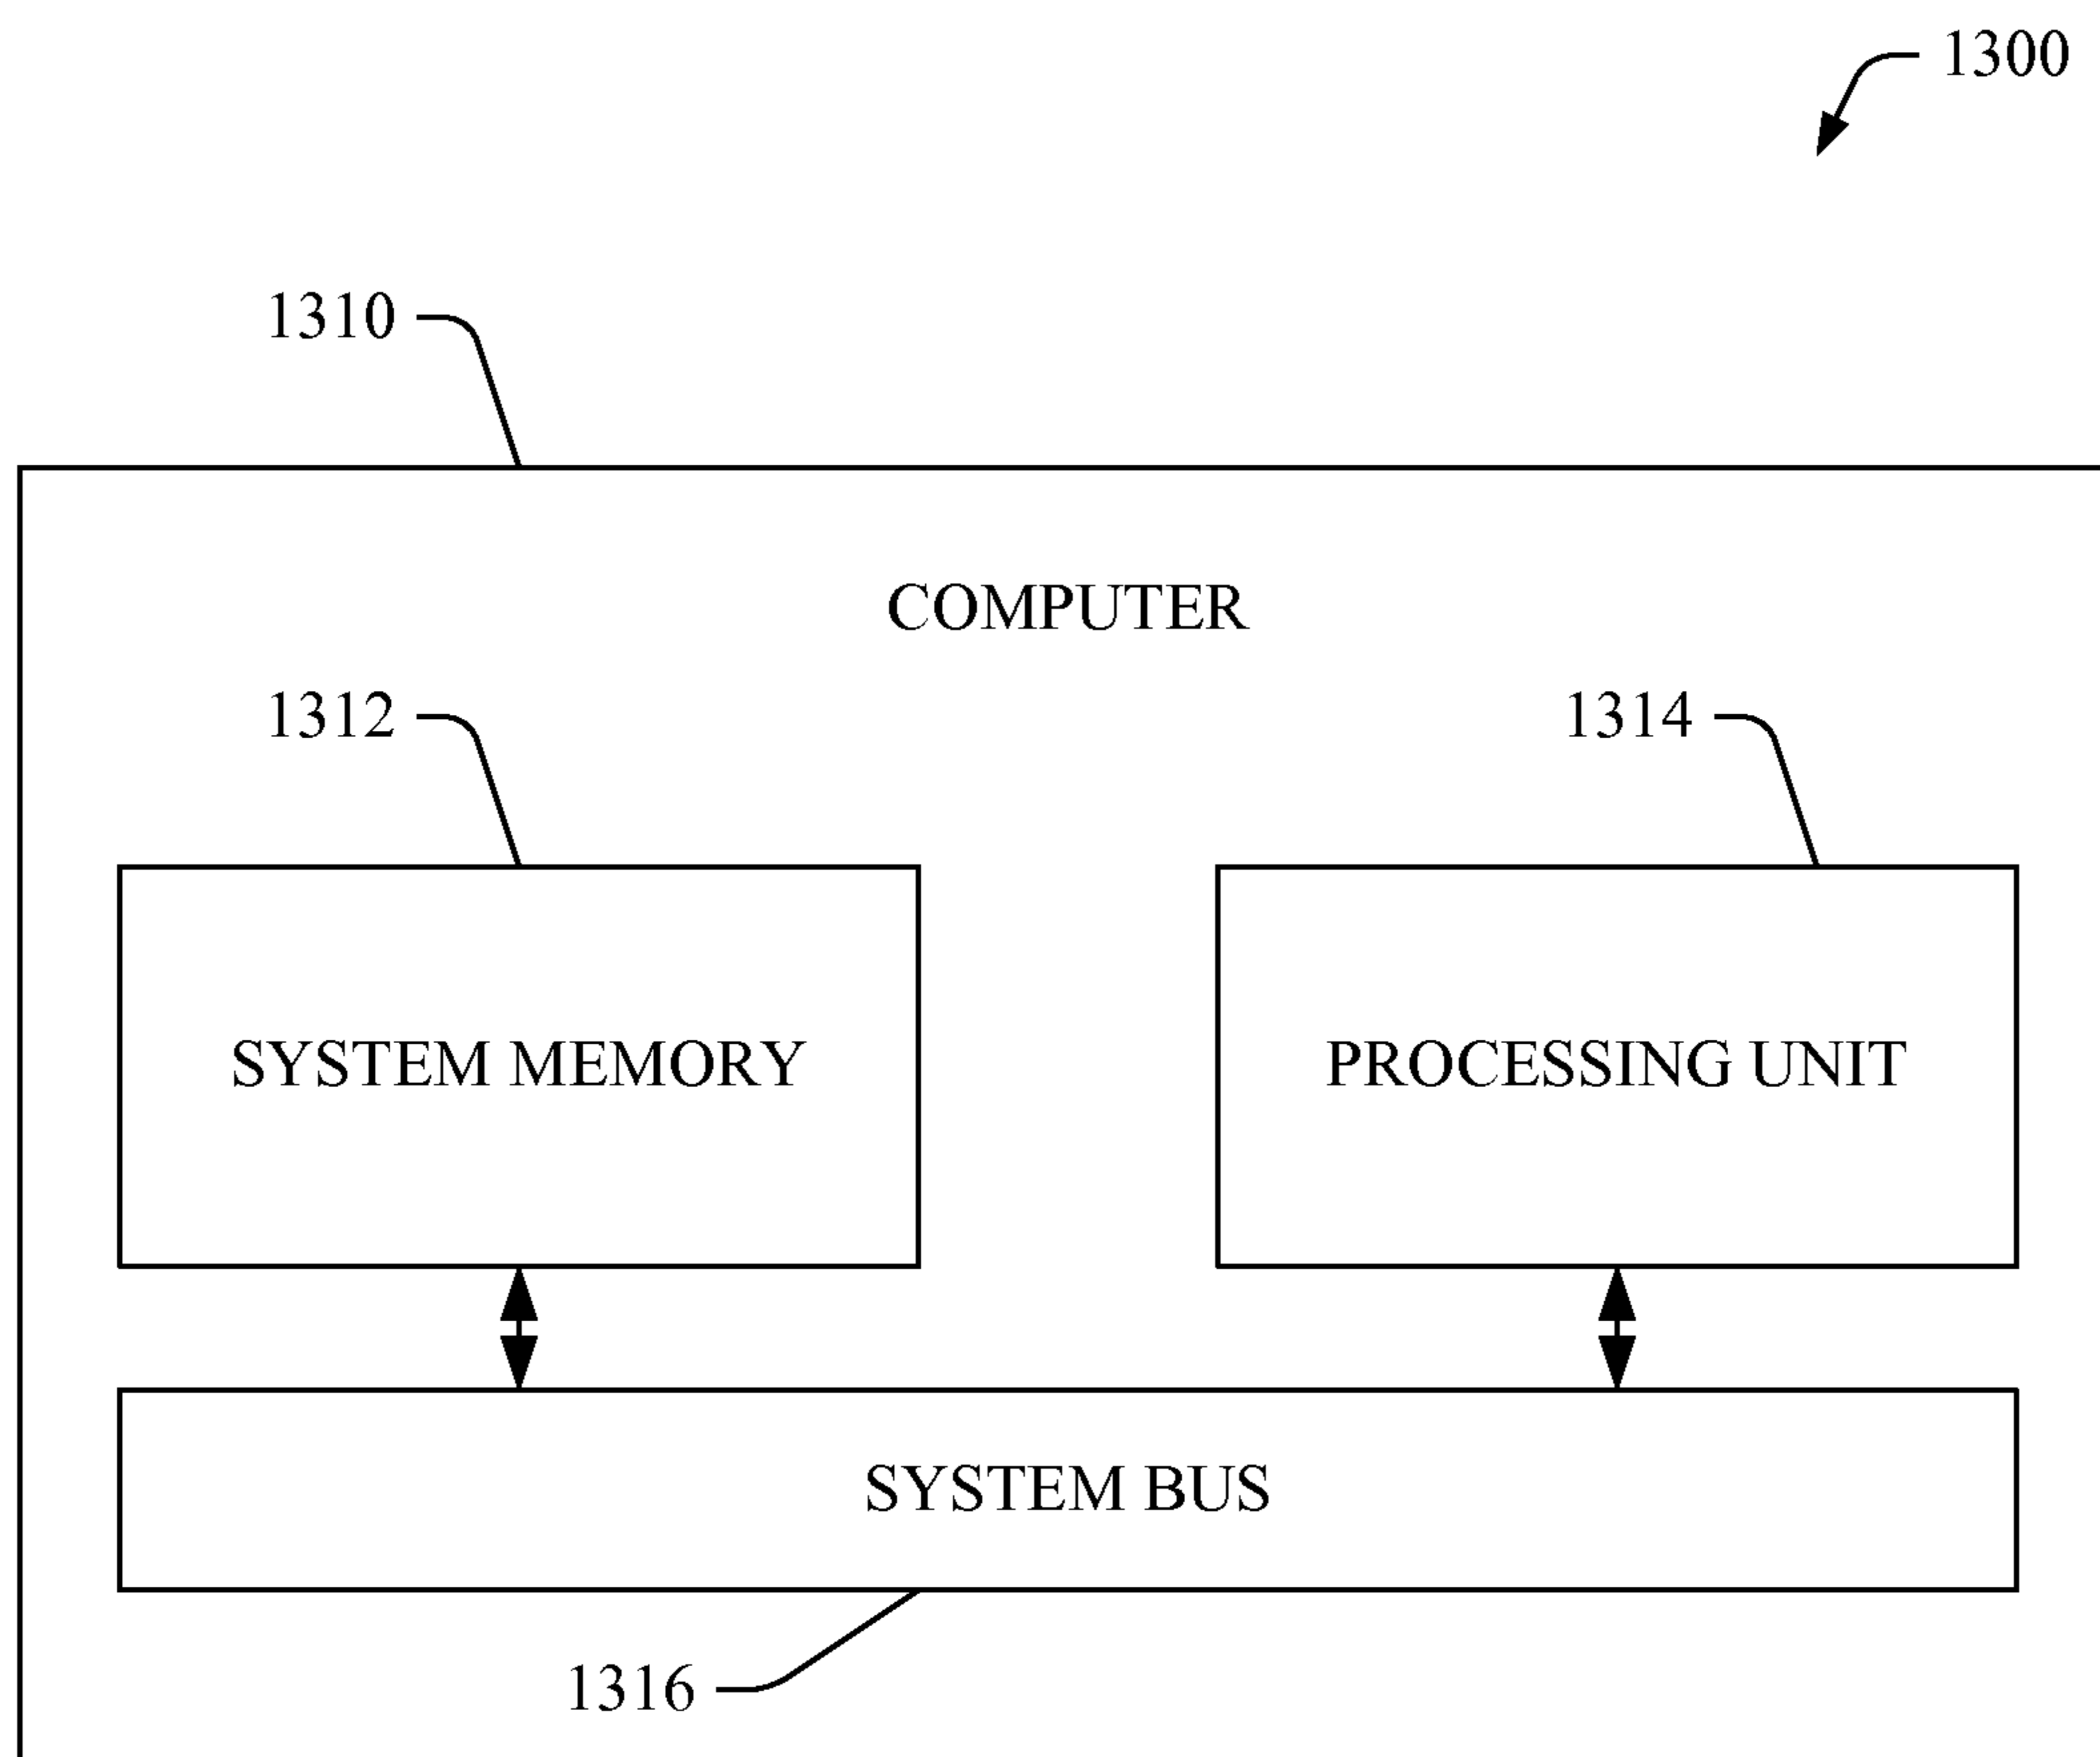 1300
1310
COMPUTER
1312
1314
SYSTEM MEMORY
PROCESSING UNIT
SYSTEM BUS
1316